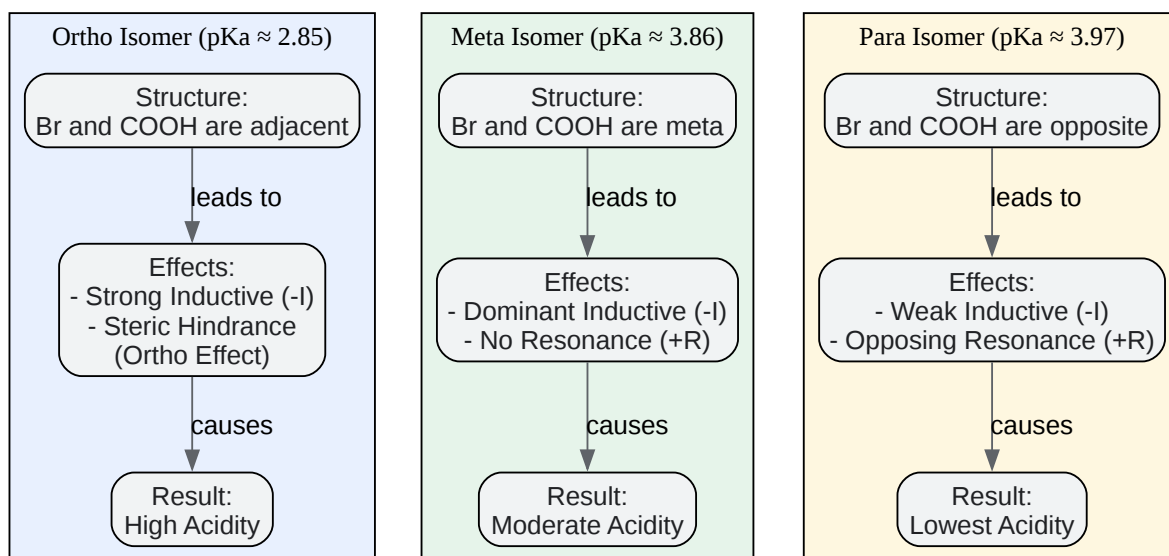 Ortho Isomer (pKa ≈ 2.85)
Structure:
Br and COOH are adjacent
leads to
Effects:
- Strong Inductive (-I)
- Steric Hindrance
(Ortho Effect)
causes
Result:
High Acidity
Meta Isomer (pKa ≈ 3.86)
Structure:
Br and COOH are meta
leads to
Effects:
- Dominant Inductive (-I)
- No Resonance (+R)
causes
Result:
Moderate Acidity
Para Isomer (pKa ≈ 3.97)
Structure:
Br and COOH are opposite
leads to
Effects:
- Weak Inductive (-I)
- Opposing Resonance (+R)
causes
Result:
Lowest Acidity